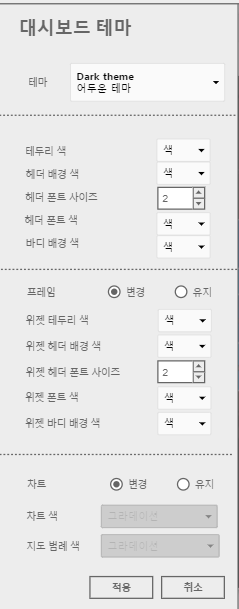 대시보드 테마
테마
Dark theme
어두운 테마
테두리 색 색
헤더 배경 색 색
헤더 폰트 사이즈 2
헤더 폰트 색 색
바디 배경 색 색
프레임 변경 유지
위젯 테두리 색 색
위젯 헤더 배경 색 색
위젯 헤더 폰트 사이즈 2
위젯 폰트 색 색
위젯 바디 배경 색 색
차트 변경 유지
차트 색 그라데이션
지도 범례 색 그라데이션
적용 취소